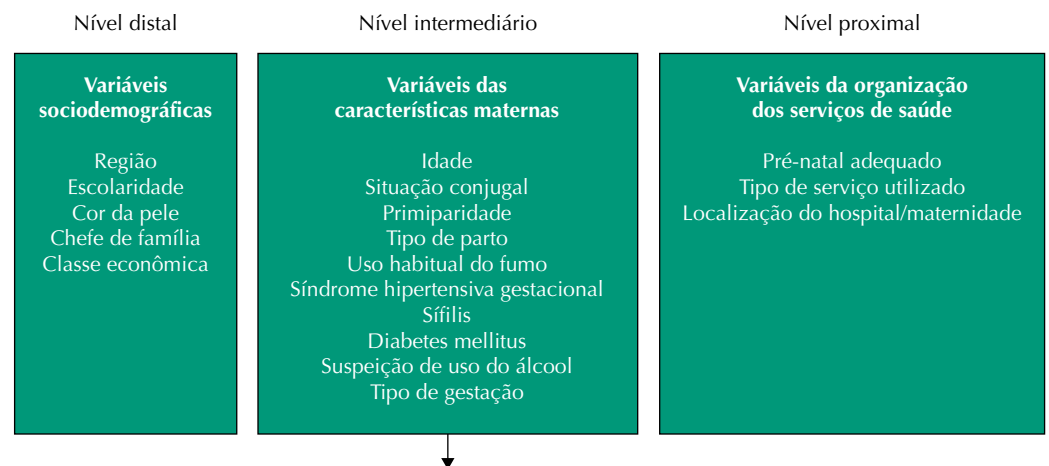 Nível distal
Variáveis
sociodemográficas
Região
Escolaridade
Cor da pele
Chefe de família
Classe econômica
Nível intermediário
Variáveis das
características maternas
Idade
Situação conjugal
Primiparidade
Tipo de parto
Uso habitual do fumo
Síndrome hipertensiva gestacional
Sífilis
Diabetes mellitus
Suspeição de uso do álcool
Tipo de gestação
Nível proximal
Variáveis da organização
dos serviços de saúde
Pré-natal adequado
Tipo de serviço utilizado
Localização do hospital/maternidade